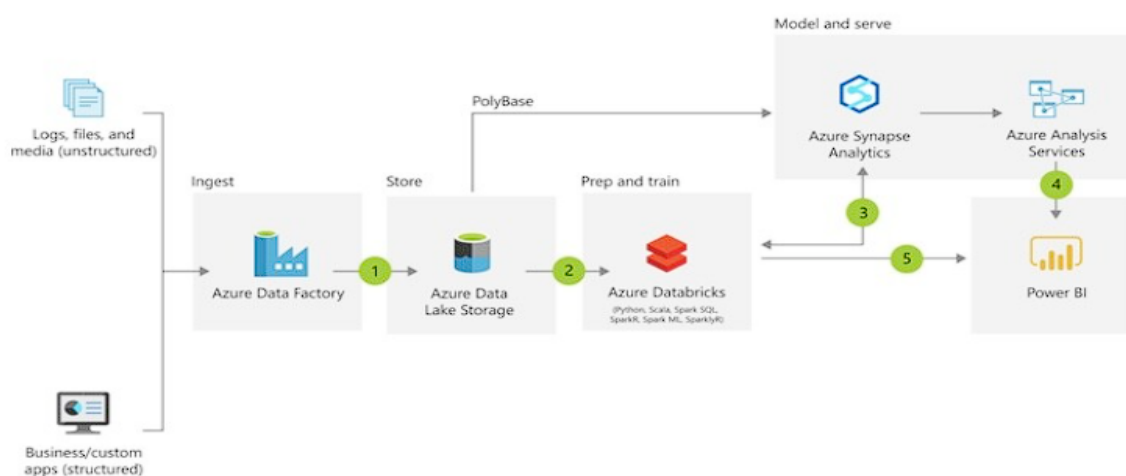 Model and serve
PolyBase
Logs, files, and
media (unstructured)
Azure Synapse
Analytics
Azure Analysis
Services
Ingest
Store
Prep and train
4
3
1
2
5
Azure Data Factory
Azure Data
Lake Storage
Azure Databricks
(Python, Scala, Spark SQL,
SparkR, Spark ML, SparklyR)
Power BI
Business/custom
apps (structured)